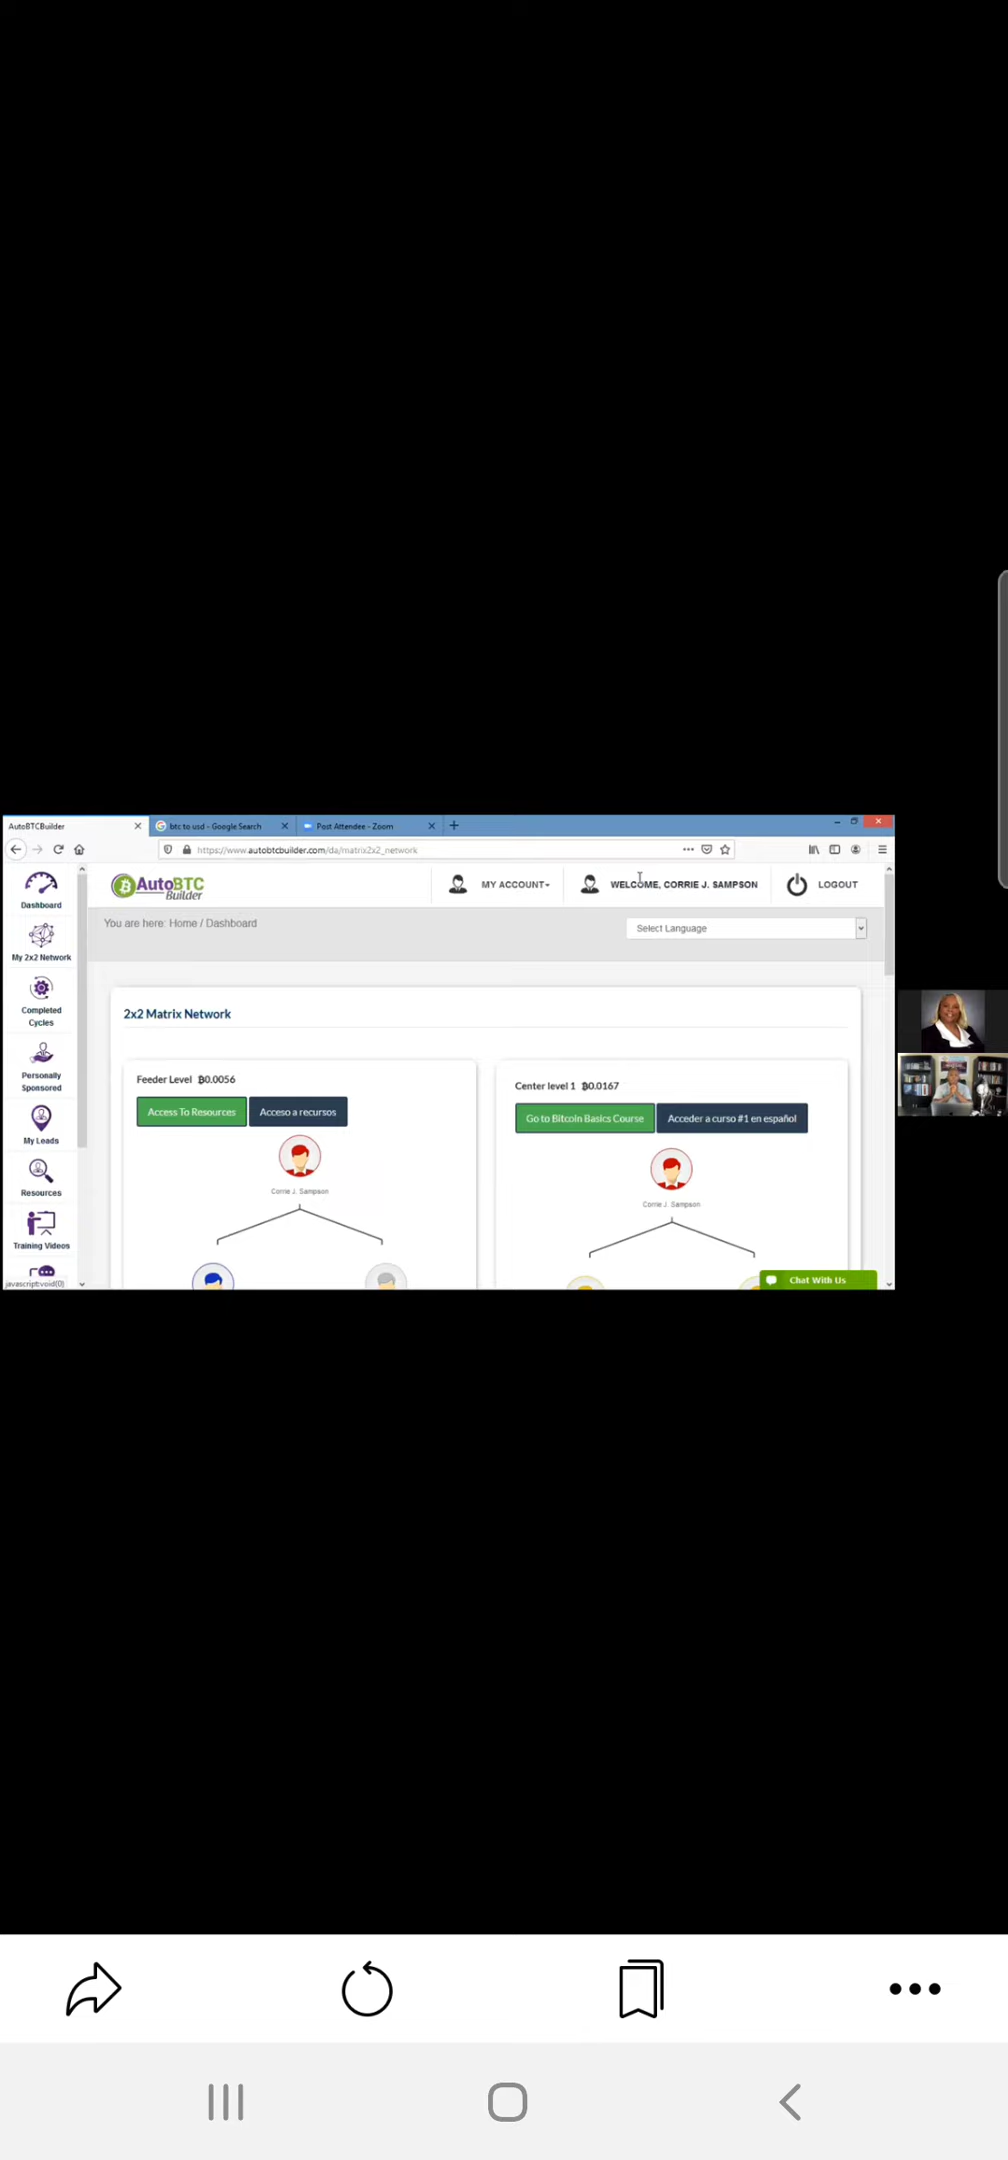 AutoBTCBuilder
btc to usd - Google Search
Post Attendee - Zoom
https://www.autobtcbuilder.com/da/matrix2x2_network
AutoBTC
Builder
MY ACCOUNT
WELCOME, CORRIE J. SAMPSON
LOGOUT
You are here: Home / Dashboard
Select Language
Dashboard
My 2x2 Network
Completed
Cycles
Personally
Sponsored
My Leads
Resources
Training Videos
javascript:void(0)
2x2 Matrix Network
Feeder Level ฿0.0056
Access To Resources
Acceso a recursos
Corrie J. Sampson
Center level 1 ฿0.0167
Go to Bitcoin Basics Course
Acceder a curso #1 en español
Corrie J. Sampson
Chat With Us